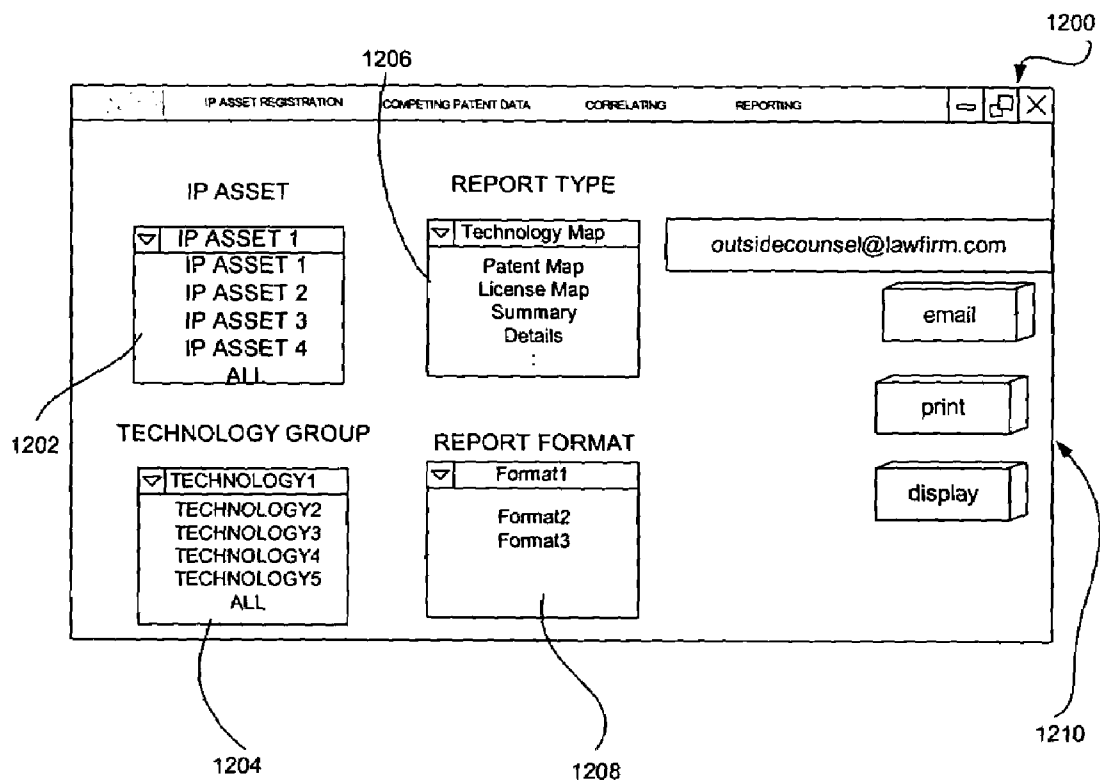 1200
1206
IP ASSET REGISTRATION COMPETING PATENT DATA CORRELATING REPORTING
IP ASSET
IP ASSET 1
IP ASSET 1
IP ASSET 2
IP ASSET 3
IP ASSET 4
ALL
1202
REPORT TYPE
Technology Map
Patent Map
License Map
Summary
Details
:
outsidecounsel@lawfirm.com
email
print
display
TECHNOLOGY GROUP
TECHNOLOGY1
TECHNOLOGY2
TECHNOLOGY3
TECHNOLOGY4
TECHNOLOGY5
ALL
REPORT FORMAT
Format1
Format2
Format3
1204
1208
1210